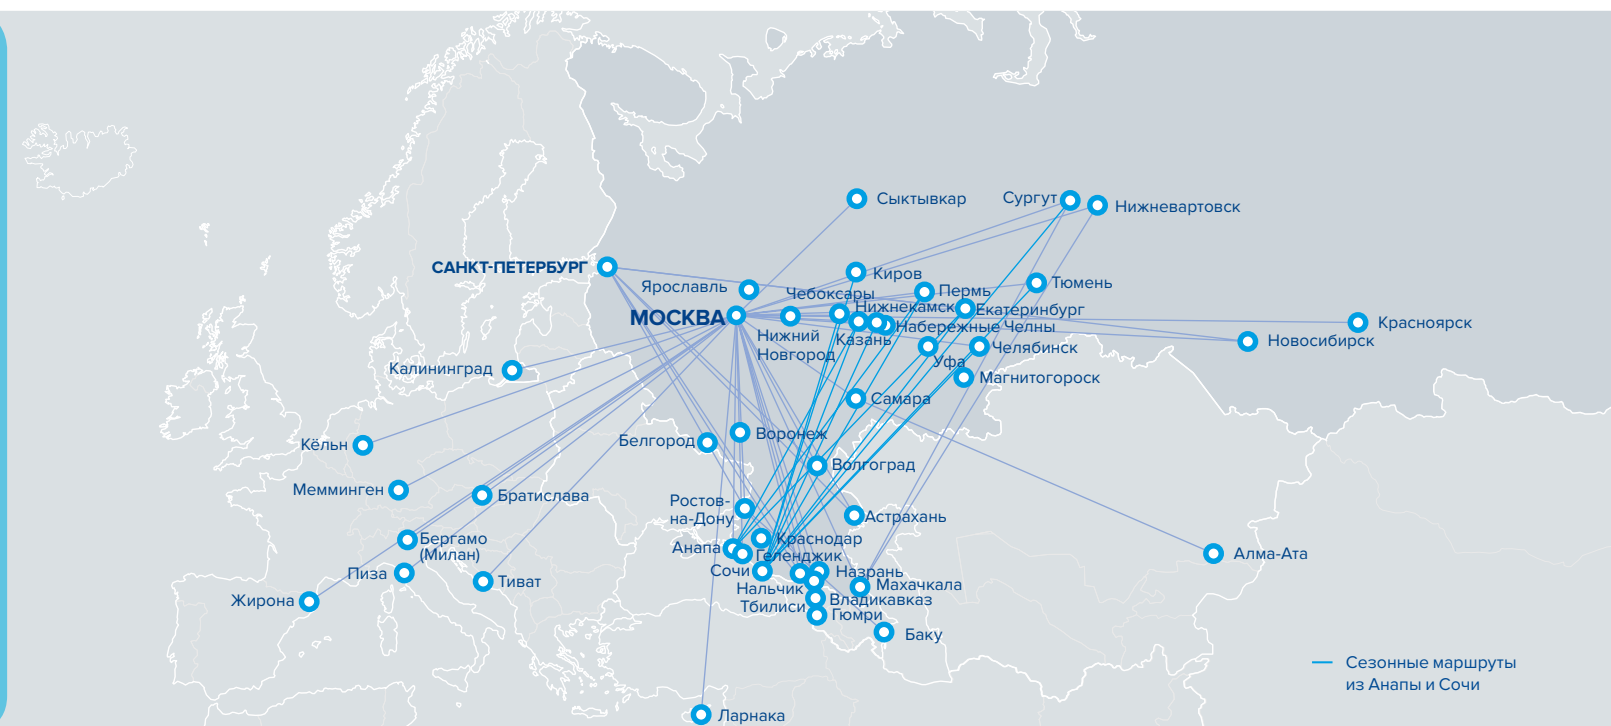 Сыктывкар
Сургут
Нижневартовск
САНКТ-ПЕТЕРБУРГ
Киров
Ярославль
Чебоксары
Пермь
Тюмень
МОСКВА
Нижнекамск
Екатеринбург
Набережные Челны
Красноярск
Нижний
Новгород
Казань
Новосибирск
Челябинск
Уфа
Калининград
Магнитогороск
Самара
Белгород
Воронеж
Кёльн
Волгоград
Мемминген
Братислава
Ростов-
на-Дону
Астрахань
Бергамо
(Милан)
Краснодар
Анапа
Геленджик
Алма-Ата
Сочи
Назрань
Пиза
Тиват
Нальчик
Махачкала
Жирона
Владикавказ
Тбилиси
Гюмри
Баку
Сезонные маршруты
из Анапы и Сочи
Ларнака